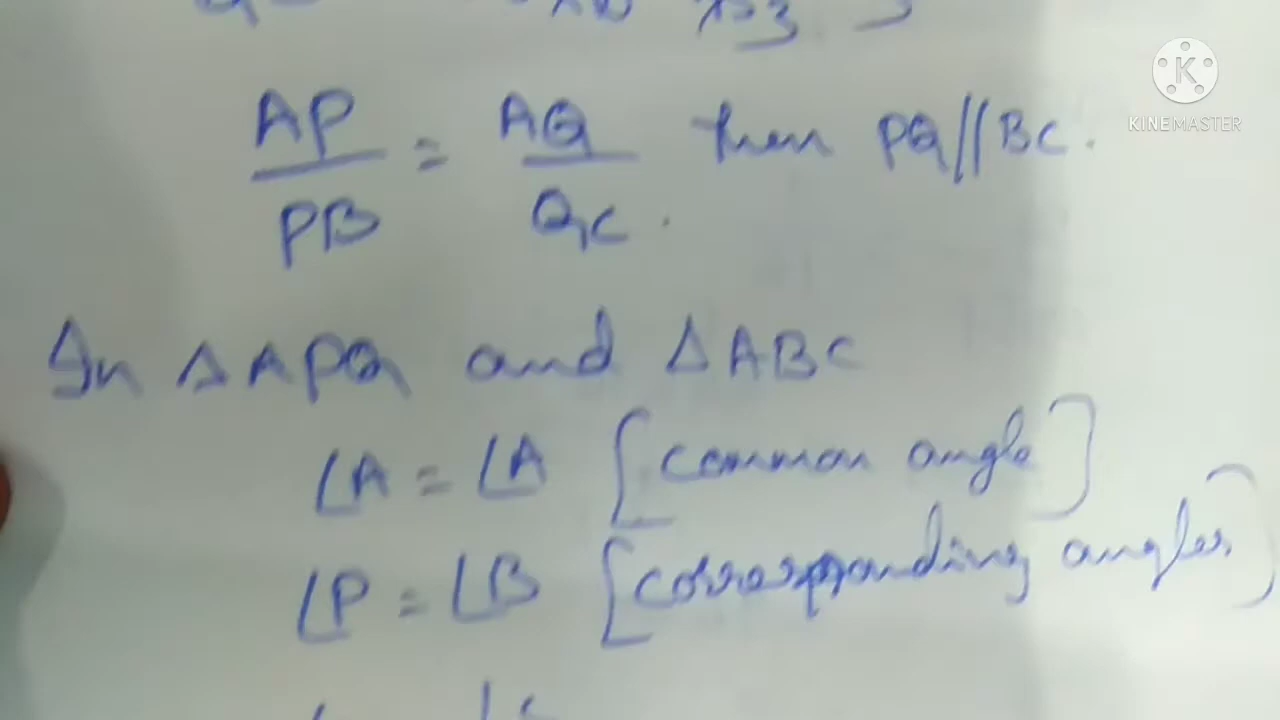 AP/PB = AQ/QC then PQ//BC.
In ΔAPQ and ΔABC
∠A = ∠A [common angle]
∠P = ∠B [corresponding angles]
KINEMASTER